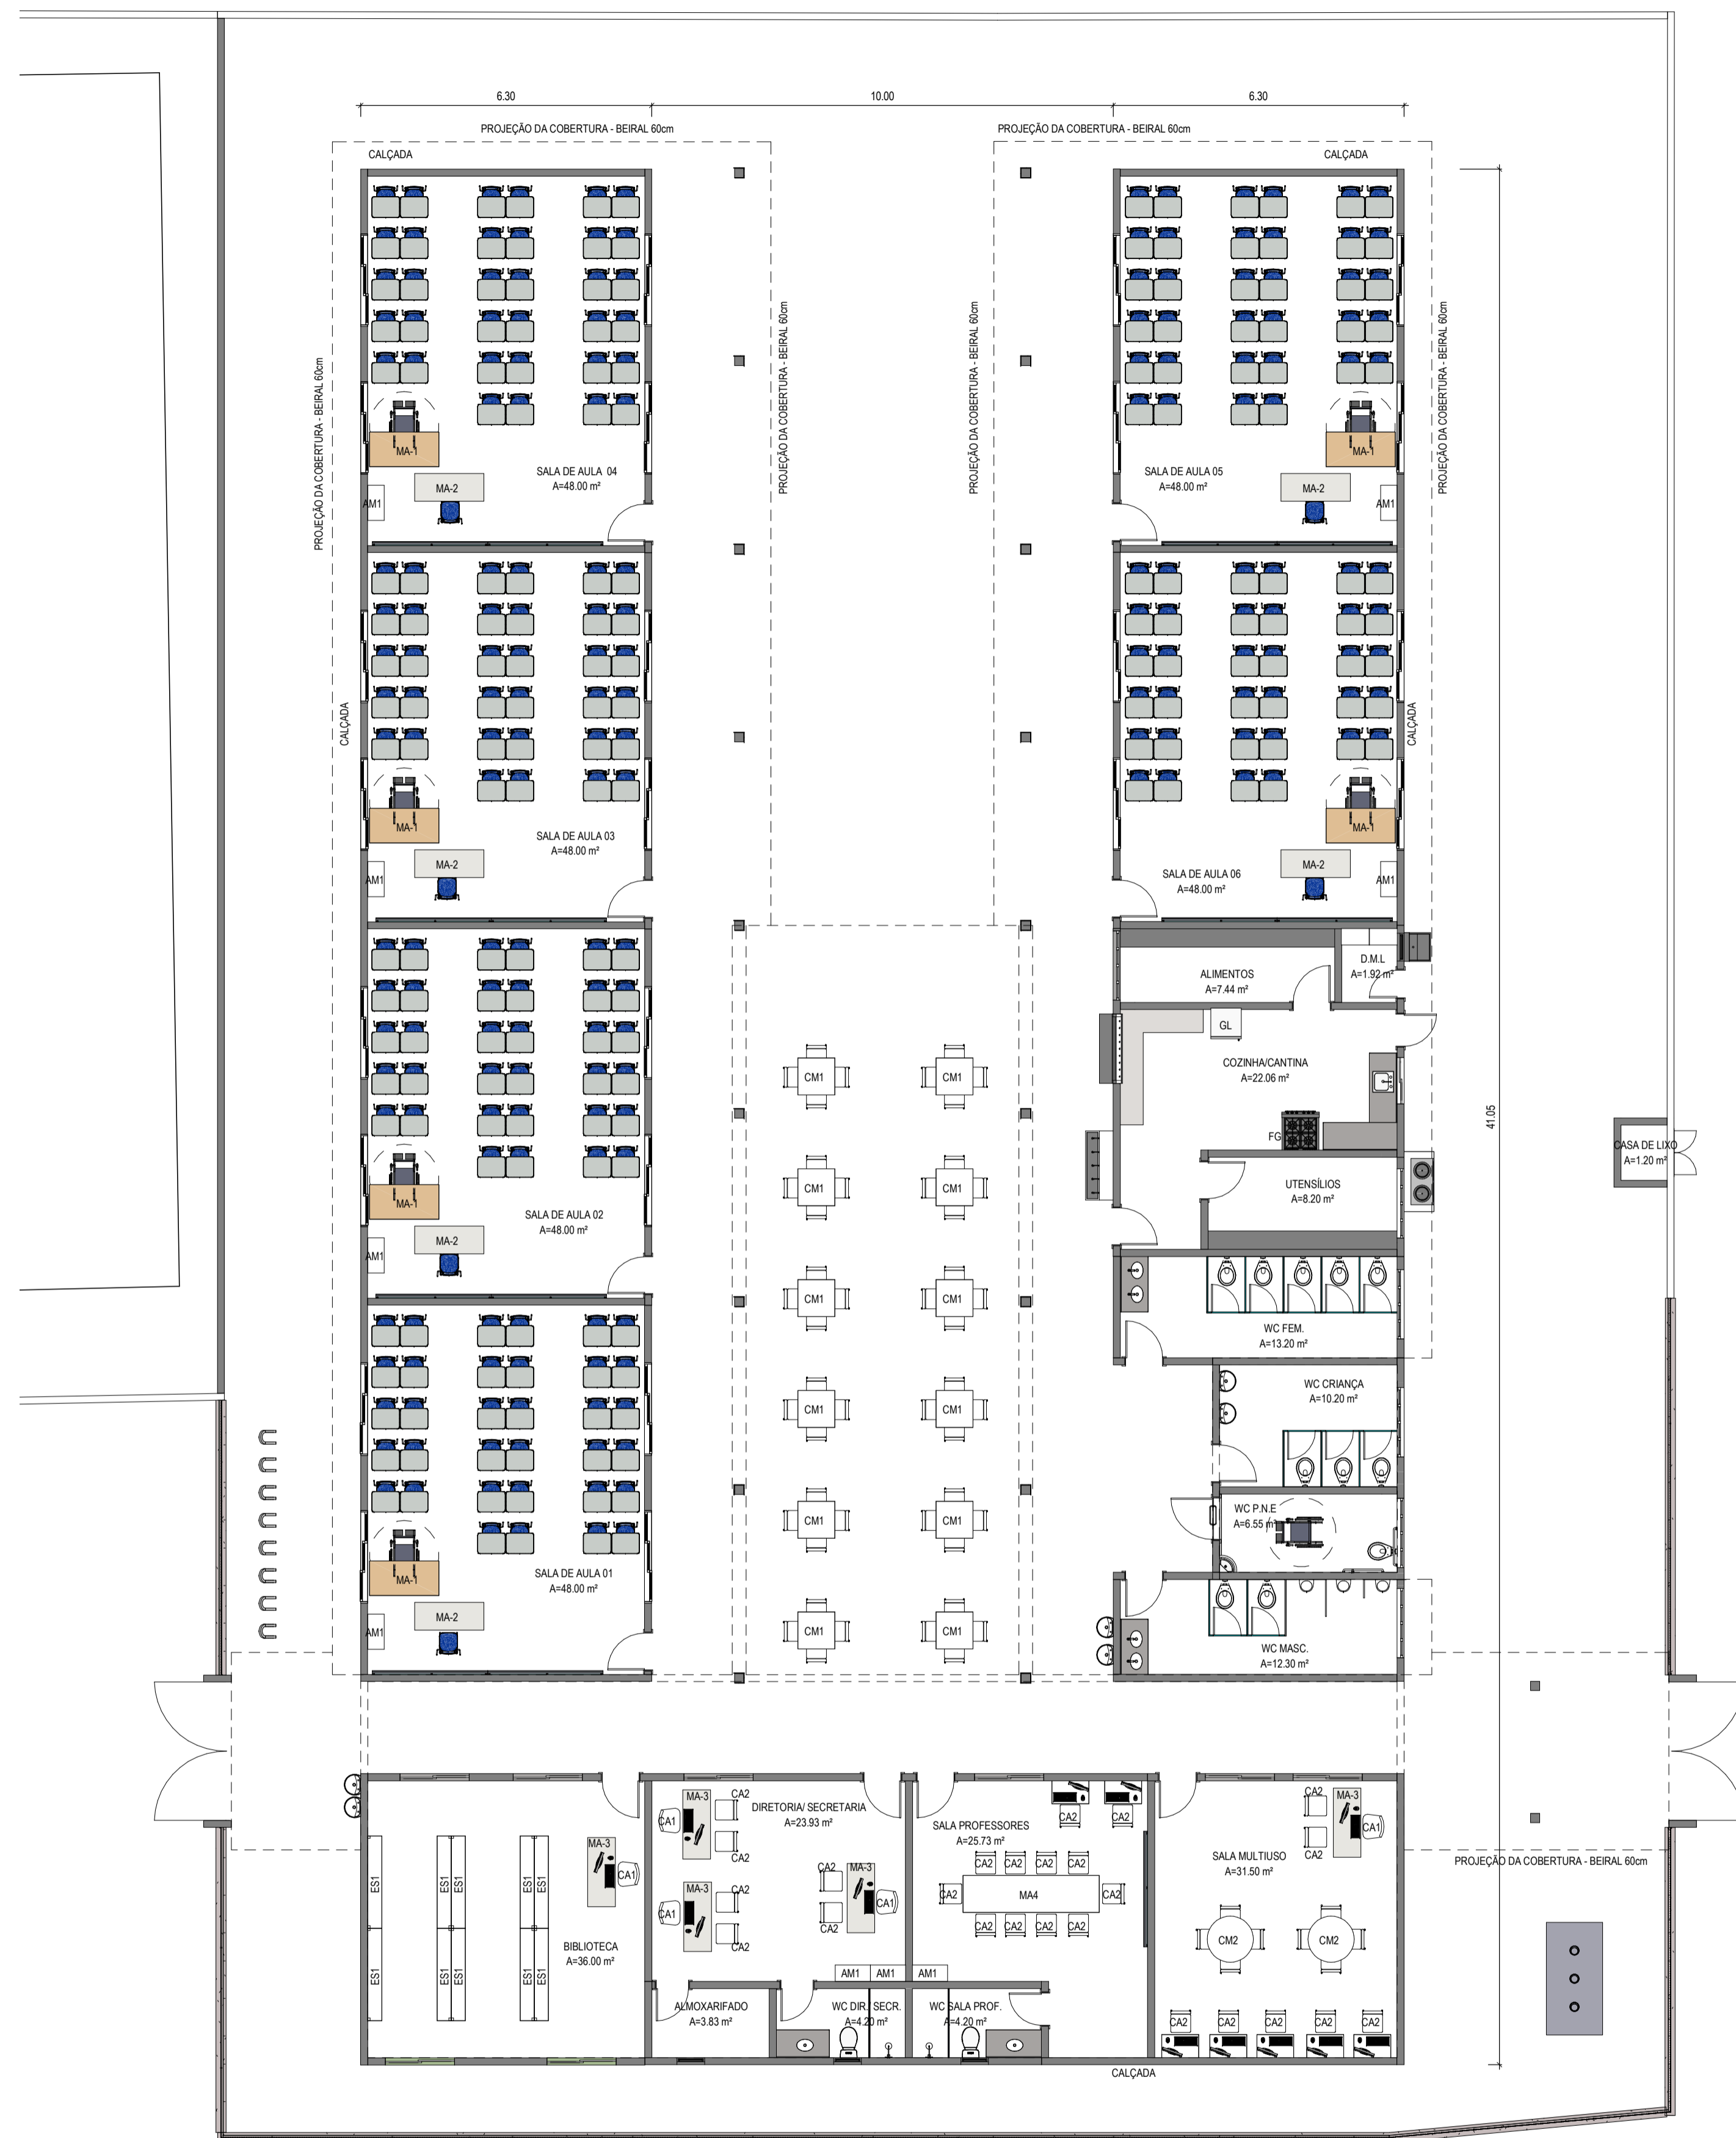 6.30
10.00
6.30
PROJEÇÃO DA COBERTURA - BEIRAL 60cm
PROJEÇÃO DA COBERTURA - BEIRAL 60cm
CALÇADA
CALÇADA
PROJEÇÃO DA COBERTURA - BEIRAL 60cm
PROJEÇÃO DA COBERTURA - BEIRAL 60cm
PROJEÇÃO DA COBERTURA - BEIRAL 60cm
PROJEÇÃO DA COBERTURA - BEIRAL 60cm
MA-1
SALA DE AULA 04
A=48.00 m²
MA-2
AM1
MA-1
SALA DE AULA 05
A=48.00 m²
MA-2
AM1
CALÇADA
CALÇADA
MA-1
SALA DE AULA 03
A=48.00 m²
MA-2
AM1
MA-1
SALA DE AULA 06
A=48.00 m²
MA-2
AM1
ALIMENTOS
A=7.44 m²
D.M.L
A=1.92 m²
GL
COZINHA/CANTINA
A=22.06 m²
FG
UTENSÍLIOS
A=8.20 m²
41.05
CASA DE LIXO
A=1.20 m²
CM1
CM1
CM1
CM1
CM1
CM1
CM1
CM1
CM1
CM1
CM1
CM1
MA-1
SALA DE AULA 02
A=48.00 m²
MA-2
AM1
WC FEM.
A=13.20 m²
WC CRIANÇA
A=10.20 m²
WC P.N.E
A=6.55 m²
WC MASC.
A=12.30 m²
MA-1
SALA DE AULA 01
A=48.00 m²
MA-2
AM1
ES1
ES1
ES1
ES1
ES1
ES1
ES1
ES1
ES1
ES1
MA-3
CA1
BIBLIOTECA
A=36.00 m²
MA-3
CA2
CA1
CA2
DIRETORIA/ SECRETARIA
A=23.93 m²
MA-3
CA2
CA1
CA2
CA2
MA-3
CA1
CA2
AM1
AM1
AM1
ALMOXARIFADO
A=3.83 m²
WC DIR. SECR.
A=4.20 m²
WC SALA PROF.
A=4.20 m²
SALA PROFESSORES
A=25.73 m²
CA2
CA2
CA2
CA2
CA2
CA2
CA2
MA4
CA2
CA2
CA2
CA2
CA2
CA2
MA-3
CA1
CA2
SALA MULTIUSO
A=31.50 m²
CM2
CM2
CA2
CA2
CA2
CA2
CA2
PROJEÇÃO DA COBERTURA - BEIRAL 60cm
CALÇADA